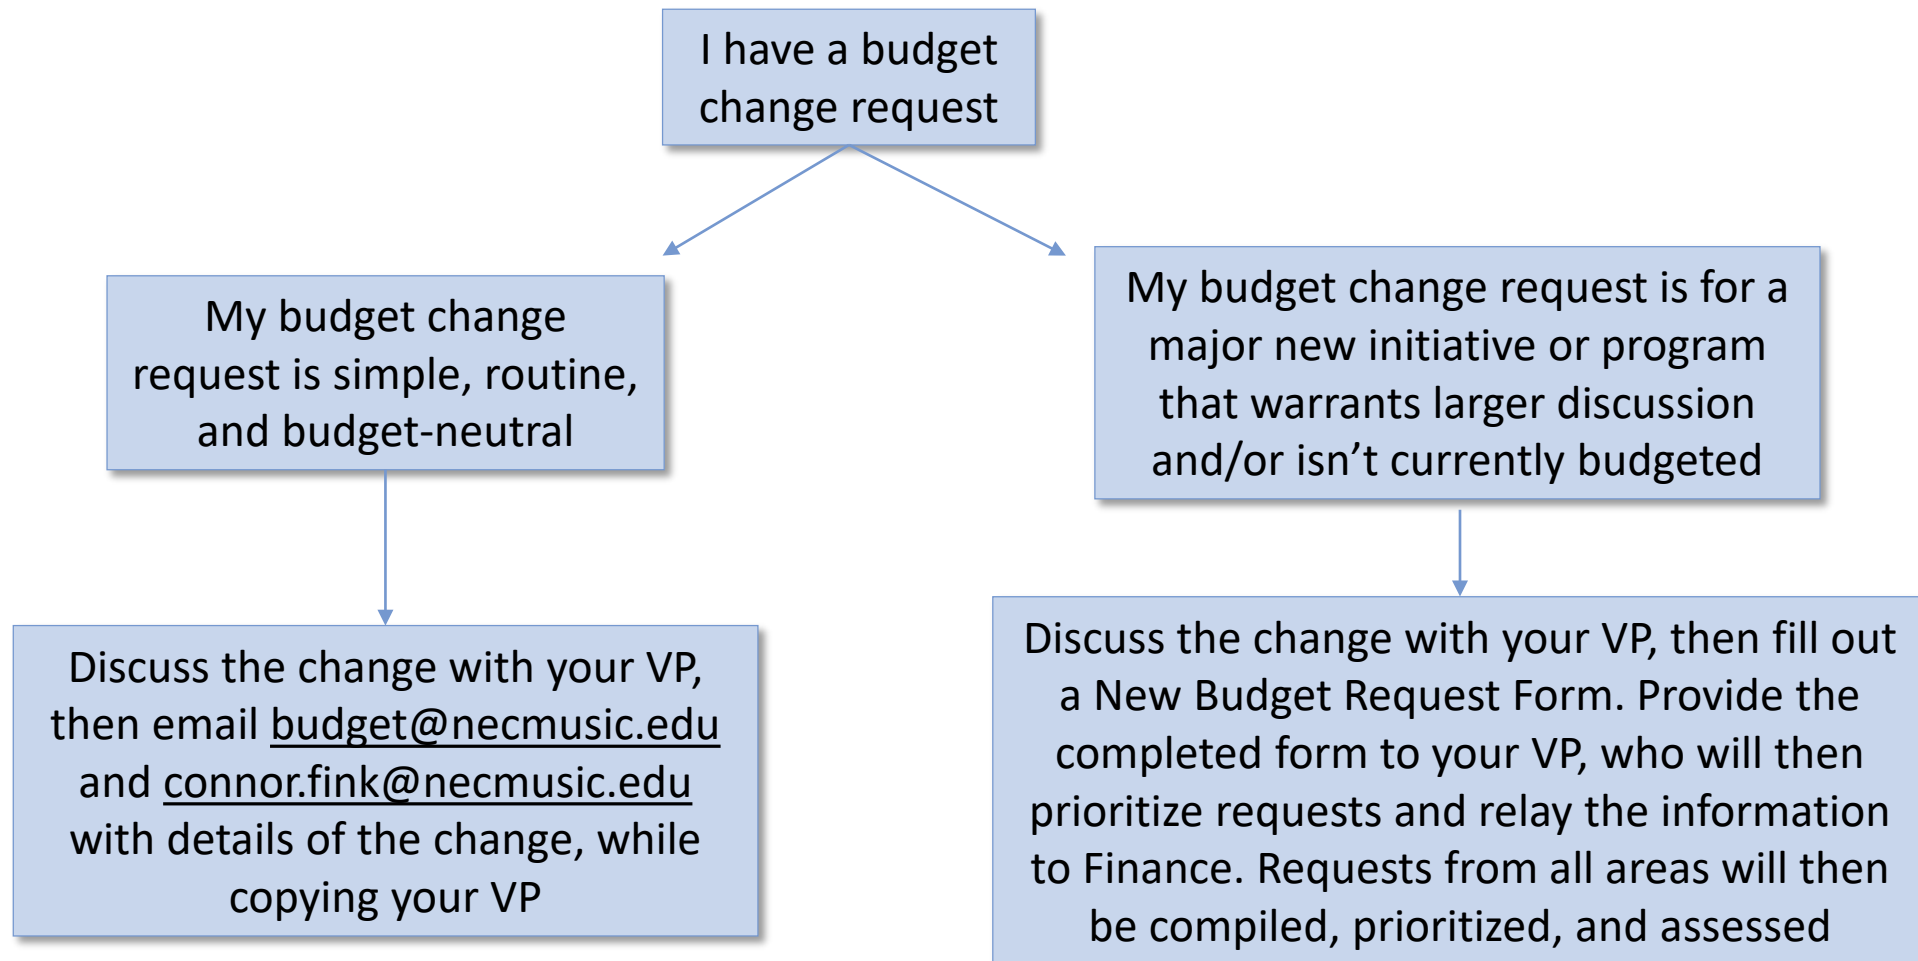 I have a budget
change request
My budget change
request is simple, routine,
and budget-neutral
My budget change request is for a
major new initiative or program
that warrants larger discussion
and/or isn’t currently budgeted
Discuss the change with your VP,
then email budget@necmusic.edu
and connor.fink@necmusic.edu
with details of the change, while
copying your VP
Discuss the change with your VP, then fill out
a New Budget Request Form. Provide the
completed form to your VP, who will then
prioritize requests and relay the information
to Finance. Requests from all areas will then
be compiled, prioritized, and assessed